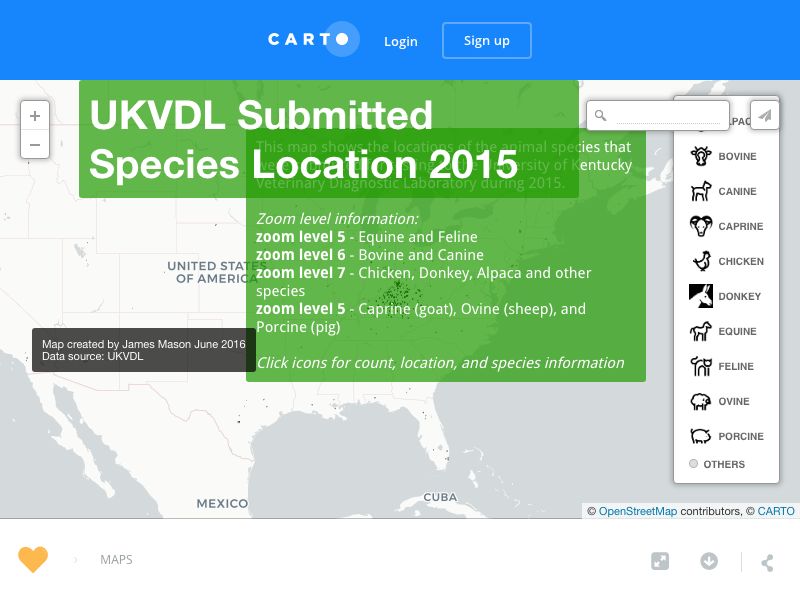 CARTO
Login
Sign up
UKVDL Submitted
Species Location 2015
This map shows the locations of the animal species that
University of Kentucky
Veterinary Diagnostic Laboratory during 2015.
Zoom level information:
zoom level 5 - Equine and Feline
zoom level 6 - Bovine and Canine
zoom level 7 - Chicken, Donkey, Alpaca and other
species
zoom level 5 - Caprine (goat), Ovine (sheep), and
Porcine (pig)
Click icons for count, location, and species information
+
−
UNITED STATES
OF AMERICA
Map created by James Mason June 2016
Data source: UKVDL
MEXICO
CUBA
BOVINE
CANINE
CAPRINE
CHICKEN
DONKEY
EQUINE
FELINE
OVINE
PORCINE
OTHERS
© OpenStreetMap contributors, © CARTO
MAPS